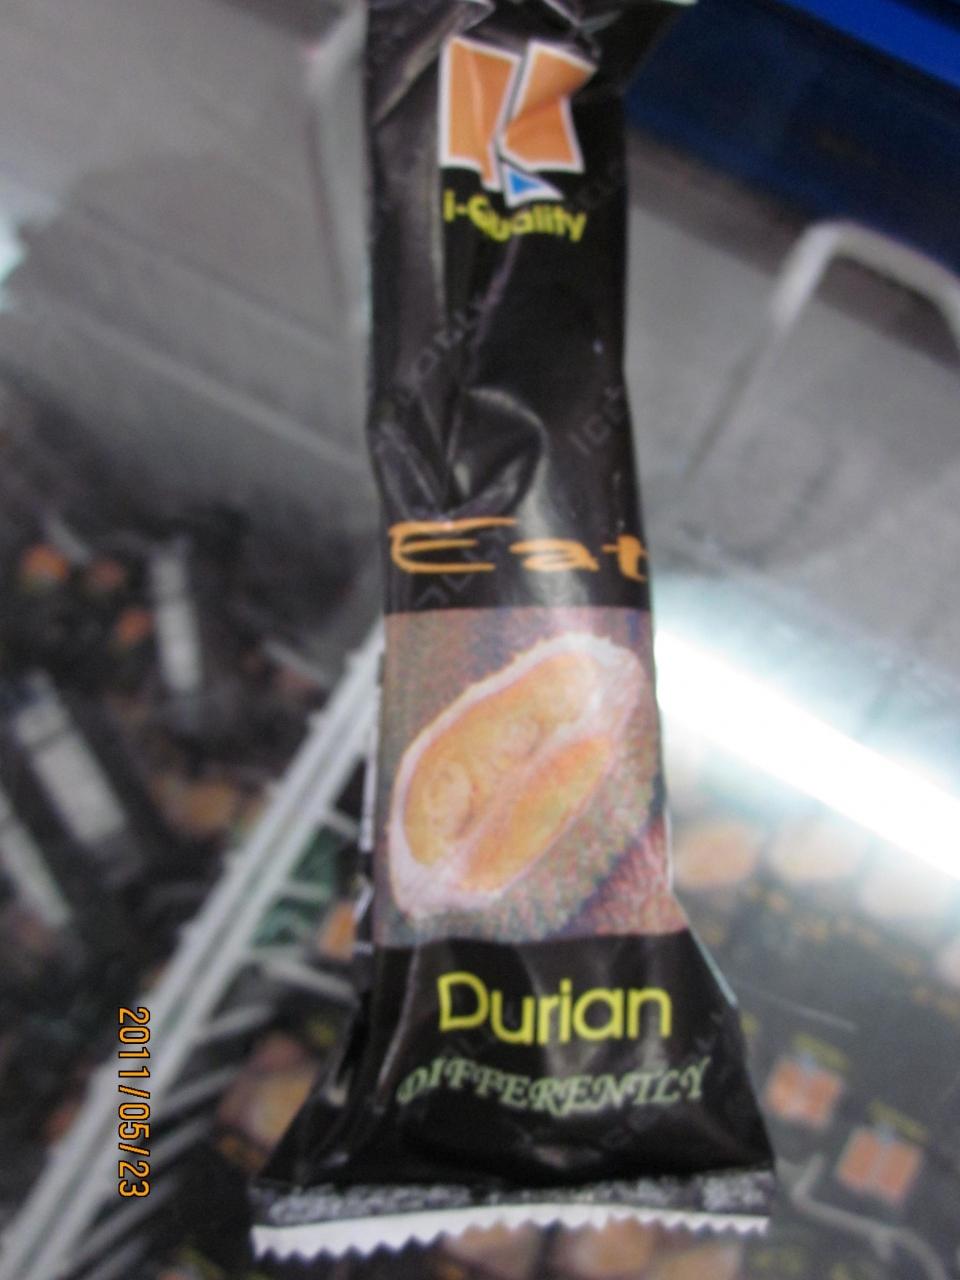 i-Quality
Eat
Durian
DIFFERENTLY
2011/05/23